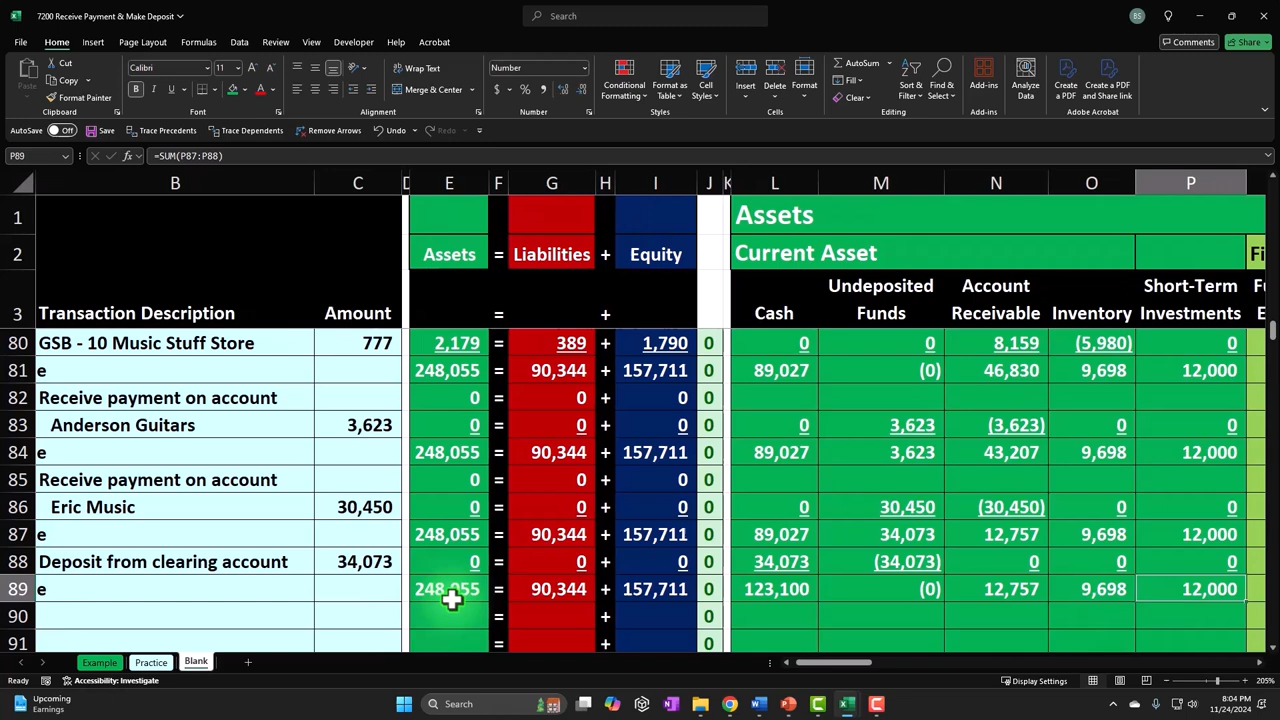 7200 Receive Payment & Make Deposit
Search
BS
File Home Insert Page Layout Formulas Data Review View Developer Help Acrobat
Comments Share
Paste Cut Copy Format Painter Clipboard
Calibri 11 B I U Font
Wrap Text Merge & Center Alignment
Number $ % Number
Conditional Formatting Format as Table Cell Styles Styles
Insert Delete Format Cells
AutoSum Fill Clear Sort & Filter Find & Select Editing
Add-ins Add-ins
Analyze Data
Create a PDF Create a PDF and Share link Adobe Acrobat
AutoSave Off Save Trace Precedents Trace Dependents Remove Arrows Undo Redo
P89 fx =SUM(P87:P88)
B C D E F G H I J K L M N O P
1 Assets
2 Assets = Liabilities + Equity Current Asset Fi
Undeposited Account Short-Term Fu
3 Transaction Description Amount = + Cash Funds Receivable Inventory Investments E
80 GSB - 10 Music Stuff Store 777 2,179 = 389 + 1,790 0 0 0 8,159 (5,980) 0
81 e 248,055 = 90,344 + 157,711 0 89,027 (0) 46,830 9,698 12,000
82 Receive payment on account 0 = 0 + 0 0
83 Anderson Guitars 3,623 0 = 0 + 0 0 0 3,623 (3,623) 0 0
84 e 248,055 = 90,344 + 157,711 0 89,027 3,623 43,207 9,698 12,000
85 Receive payment on account 0 = 0 + 0 0
86 Eric Music 30,450 0 = 0 + 0 0 0 30,450 (30,450) 0 0
87 e 248,055 = 90,344 + 157,711 0 89,027 34,073 12,757 9,698 12,000
88 Deposit from clearing account 34,073 0 = 0 + 0 0 34,073 (34,073) 0 0 0
89 e 248,055 = 90,344 + 157,711 0 123,100 (0) 12,757 9,698 12,000
90 = + 0
91 = + 0
Example Practice Blank
Ready Accessibility: Investigate Display Settings 205%
Upcoming
Earnings
Search
8:04 PM
11/24/2024